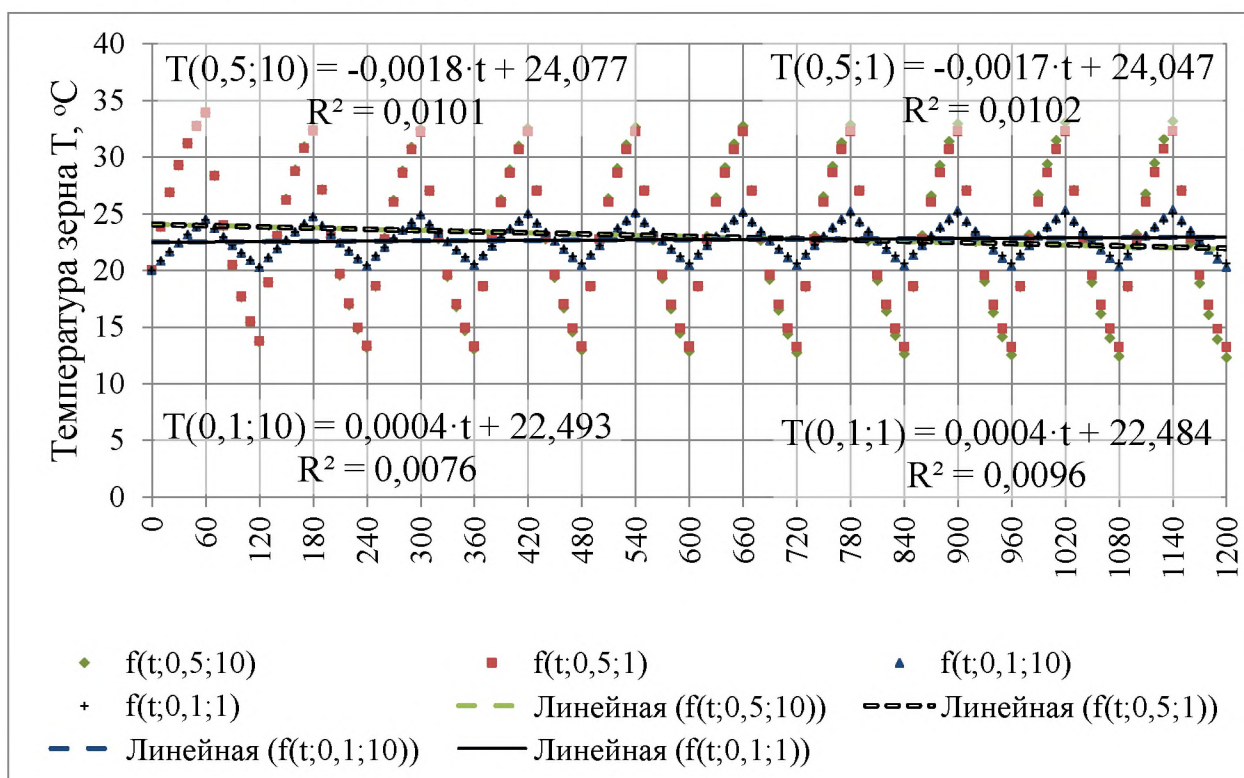 Температура зерна Т, °С
40
35
30
25
20
15
10
5
0
T(0,5;10) = -0,0018·t + 24,077
R² = 0,0101
T(0,5;1) = -0,0017·t + 24,047
R² = 0,0102
T(0,1;10) = 0,0004·t + 22,493
R² = 0,0076
T(0,1;1) = 0,0004·t + 22,484
R² = 0,0096
0
60
120
180
240
300
360
420
480
540
600
660
720
780
840
900
960
1020
1080
1140
1200
f(t;0,5;10)
f(t;0,5;1)
f(t;0,1;10)
f(t;0,1;1)
Линейная (f(t;0,5;10))
Линейная (f(t;0,5;1))
Линейная (f(t;0,1;10))
Линейная (f(t;0,1;1))